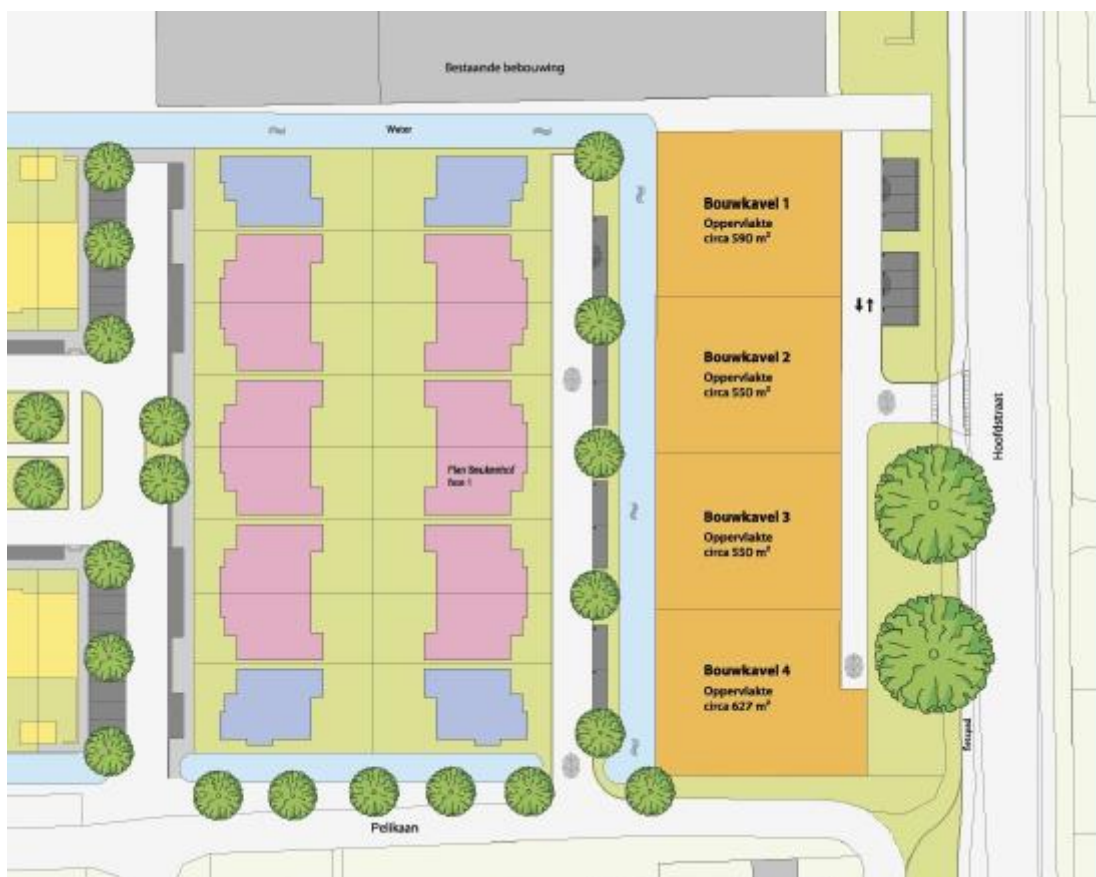 Bestaande bebouwing
Water
Bouwkavel 1
Oppervlakte
circa 590 m²
Bouwkavel 2
Oppervlakte
circa 550 m²
Hoofdstraat
Plan Beukenhof
fase 1
Bouwkavel 3
Oppervlakte
circa 550 m²
Bouwkavel 4
Oppervlakte
circa 627 m²
Pelikaan